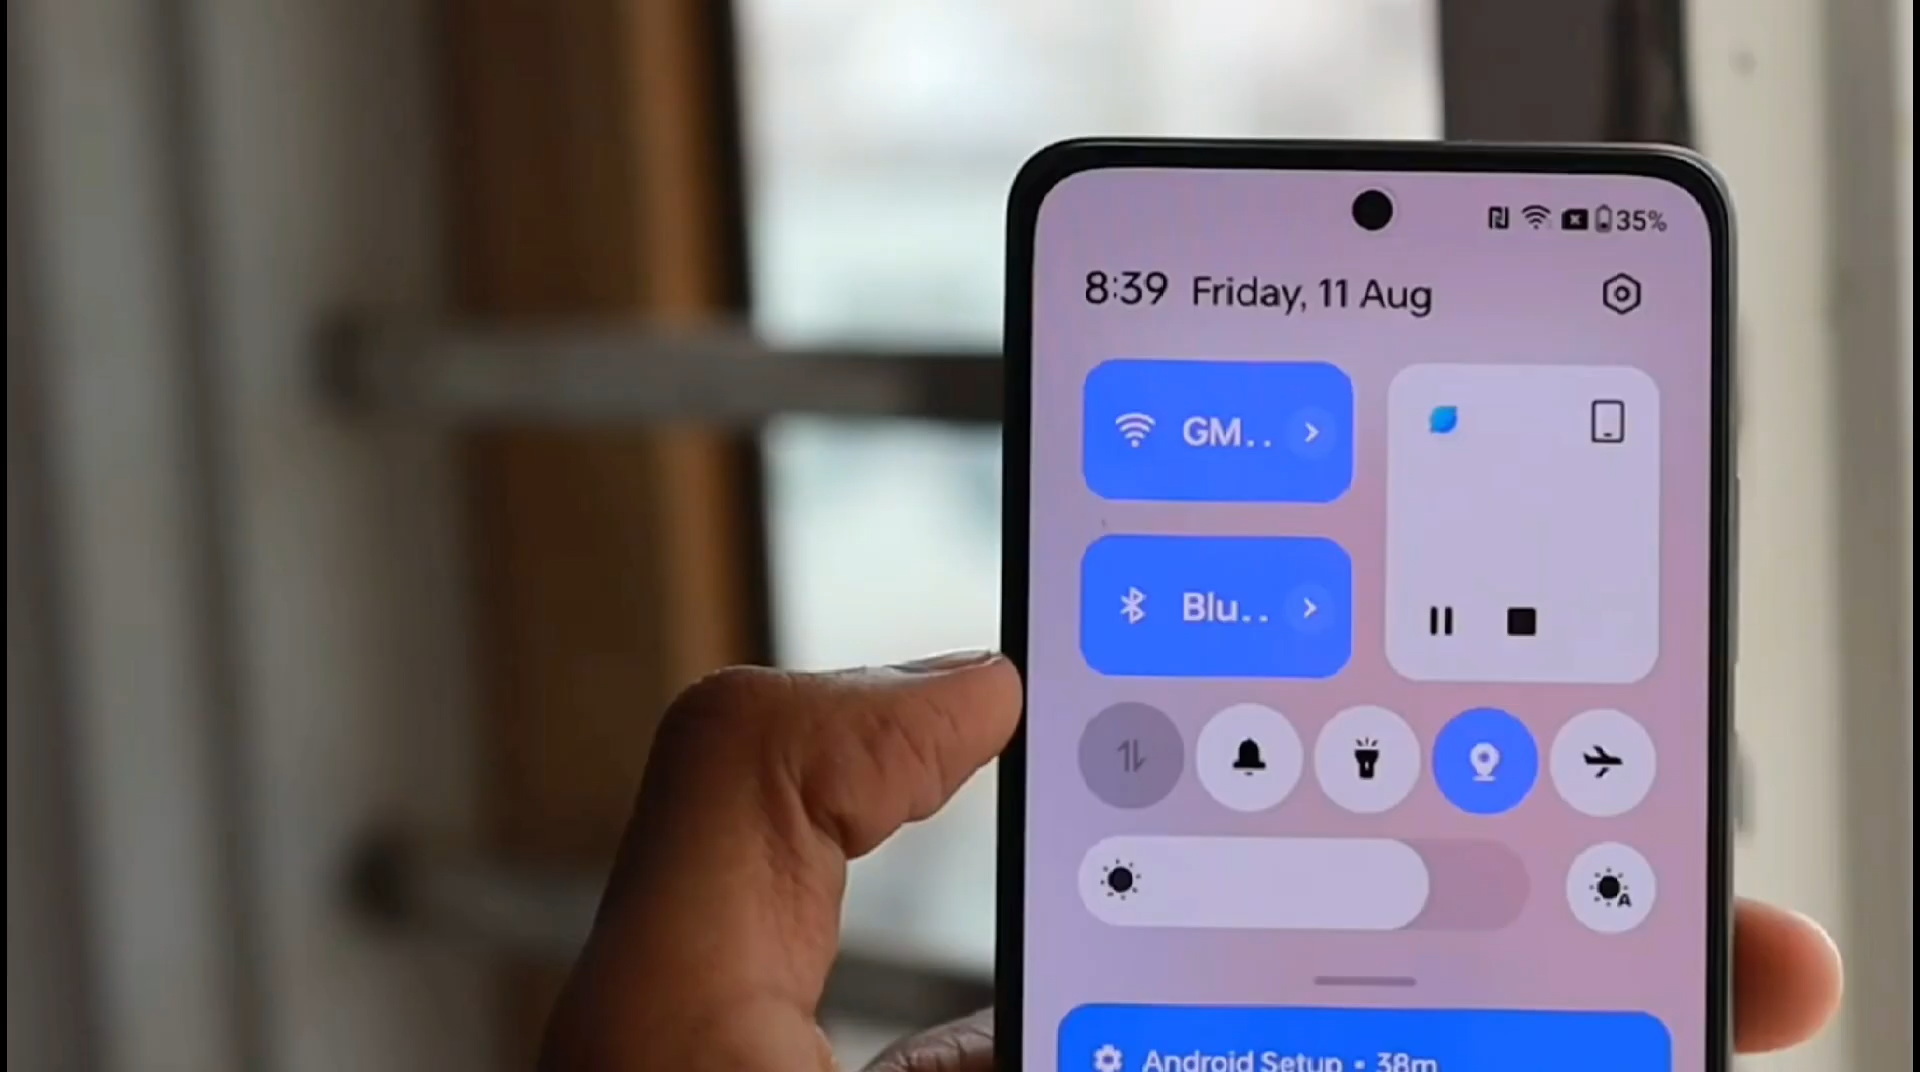 35%
8:39 Friday, 11 Aug
GM..
Blu..
A
Android Setup • 38m